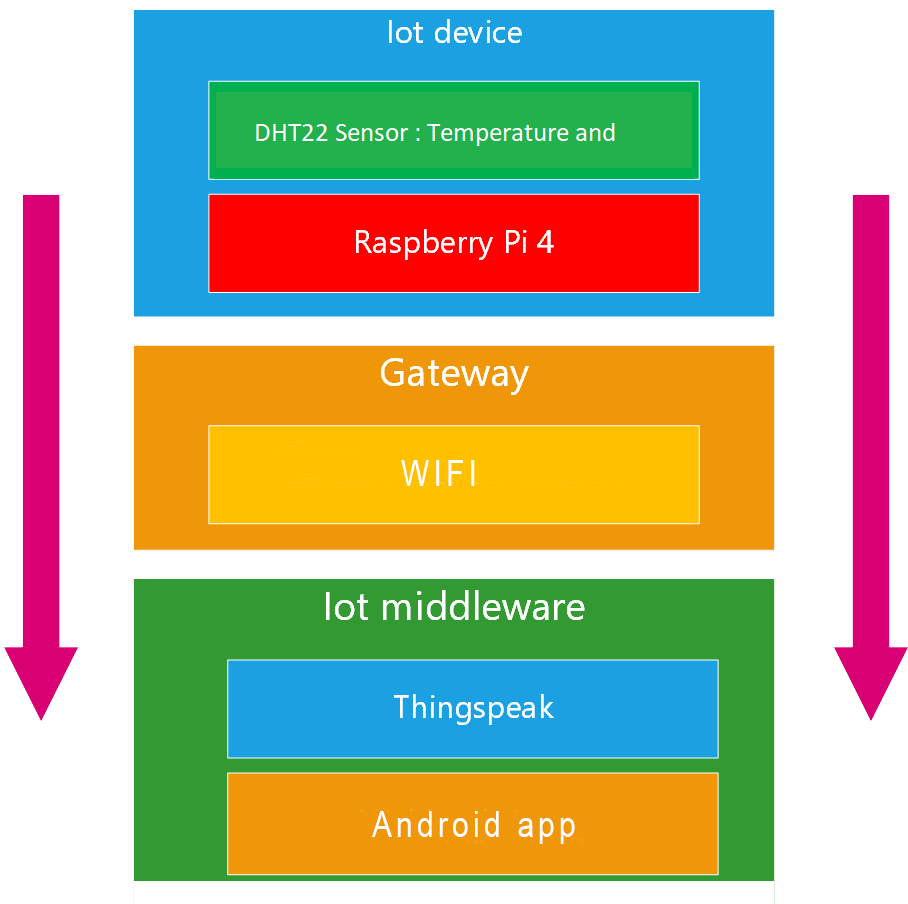 Iot device
DHT22 Sensor : Temperature and
Raspberry Pi 4
Gateway
WIFI
Iot middleware
Thingspeak
Android app